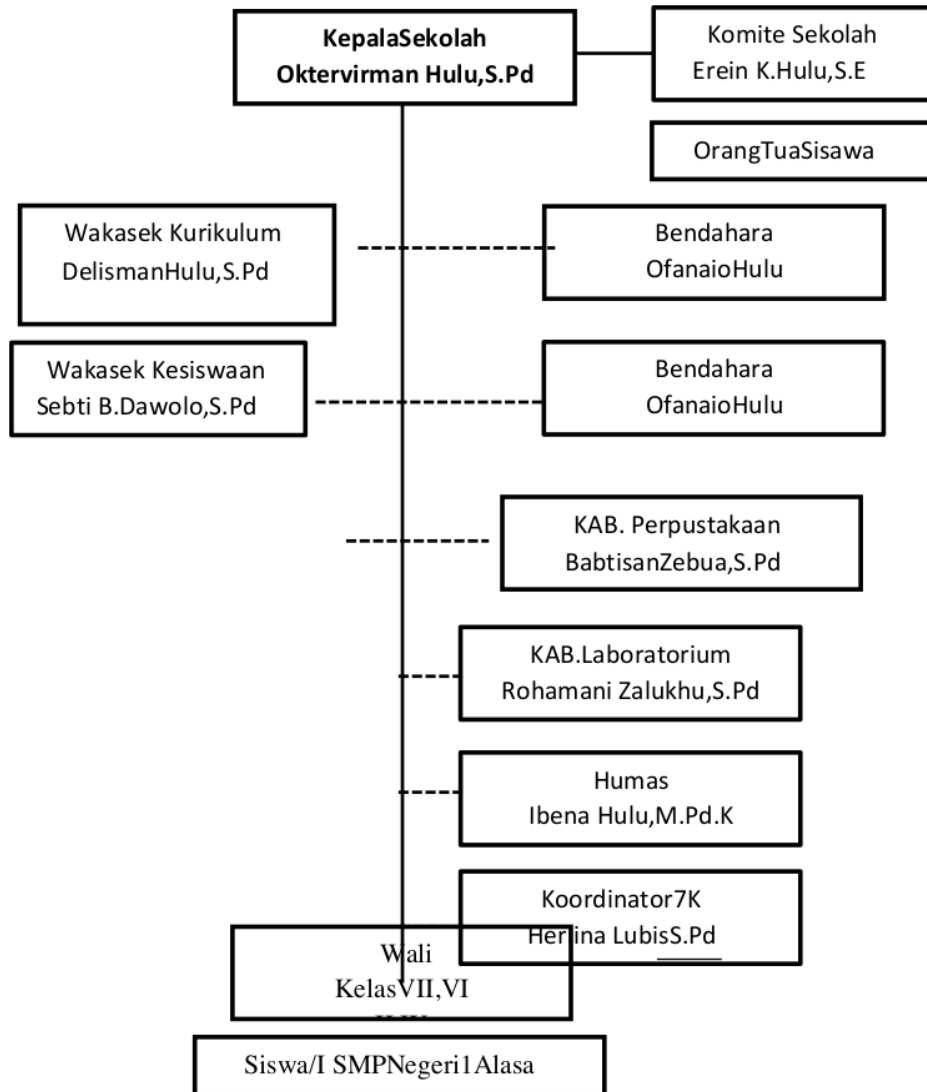 KepalaSekolah
Oktervirman Hulu,S.Pd
Komite Sekolah
Erein K.Hulu,S.E
OrangTuaSisawa
Wakasek Kurikulum
DelismanHulu,S.Pd
Bendahara
OfanaioHulu
Wakasek Kesiswaan
Sebti B.Dawolo,S.Pd
Bendahara
OfanaioHulu
KAB. Perpustakaan
BabtisanZebua,S.Pd
KAB.Laboratorium
Rohamani Zalukhu,S.Pd
Humas
Ibena Hulu,M.Pd.K
Koordinator7K
Herlina LubisS.Pd
Wali
KelasVII,VI
Siswa/I SMPNegeri1Alasa